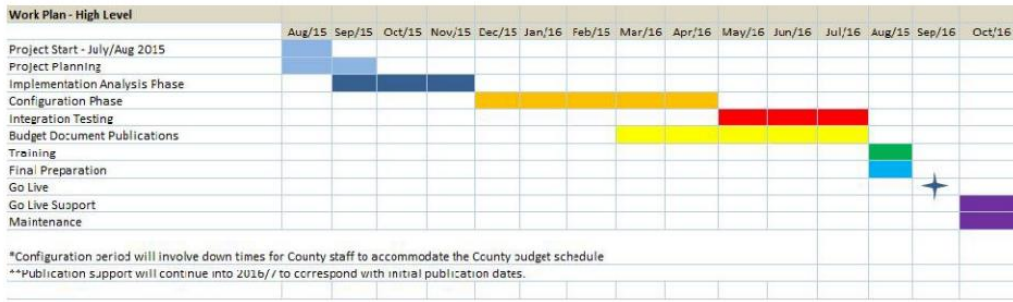 Work Plan - High Level
Aug/15 Sep/15 Oct/15 Nov/15 Dec/15 Jan/16 Feb/15 Mar/16 Apr/16 May/16 Jun/16 Jul/16 Aug/15 Sep/16 Oct/16
Project Start - July/Aug 2015
Project Planning
Implementation Analysis Phase
Configuration Phase
Integration Testing
Budget Document Publications
Training
Final Preparation
Go Live
Go Live Support
Maintenance
*Configuration period will involve down times for County staff to accommodate the County budget schedule
**Publication support will continue into 2016/7 to correspond with initial publication dates.